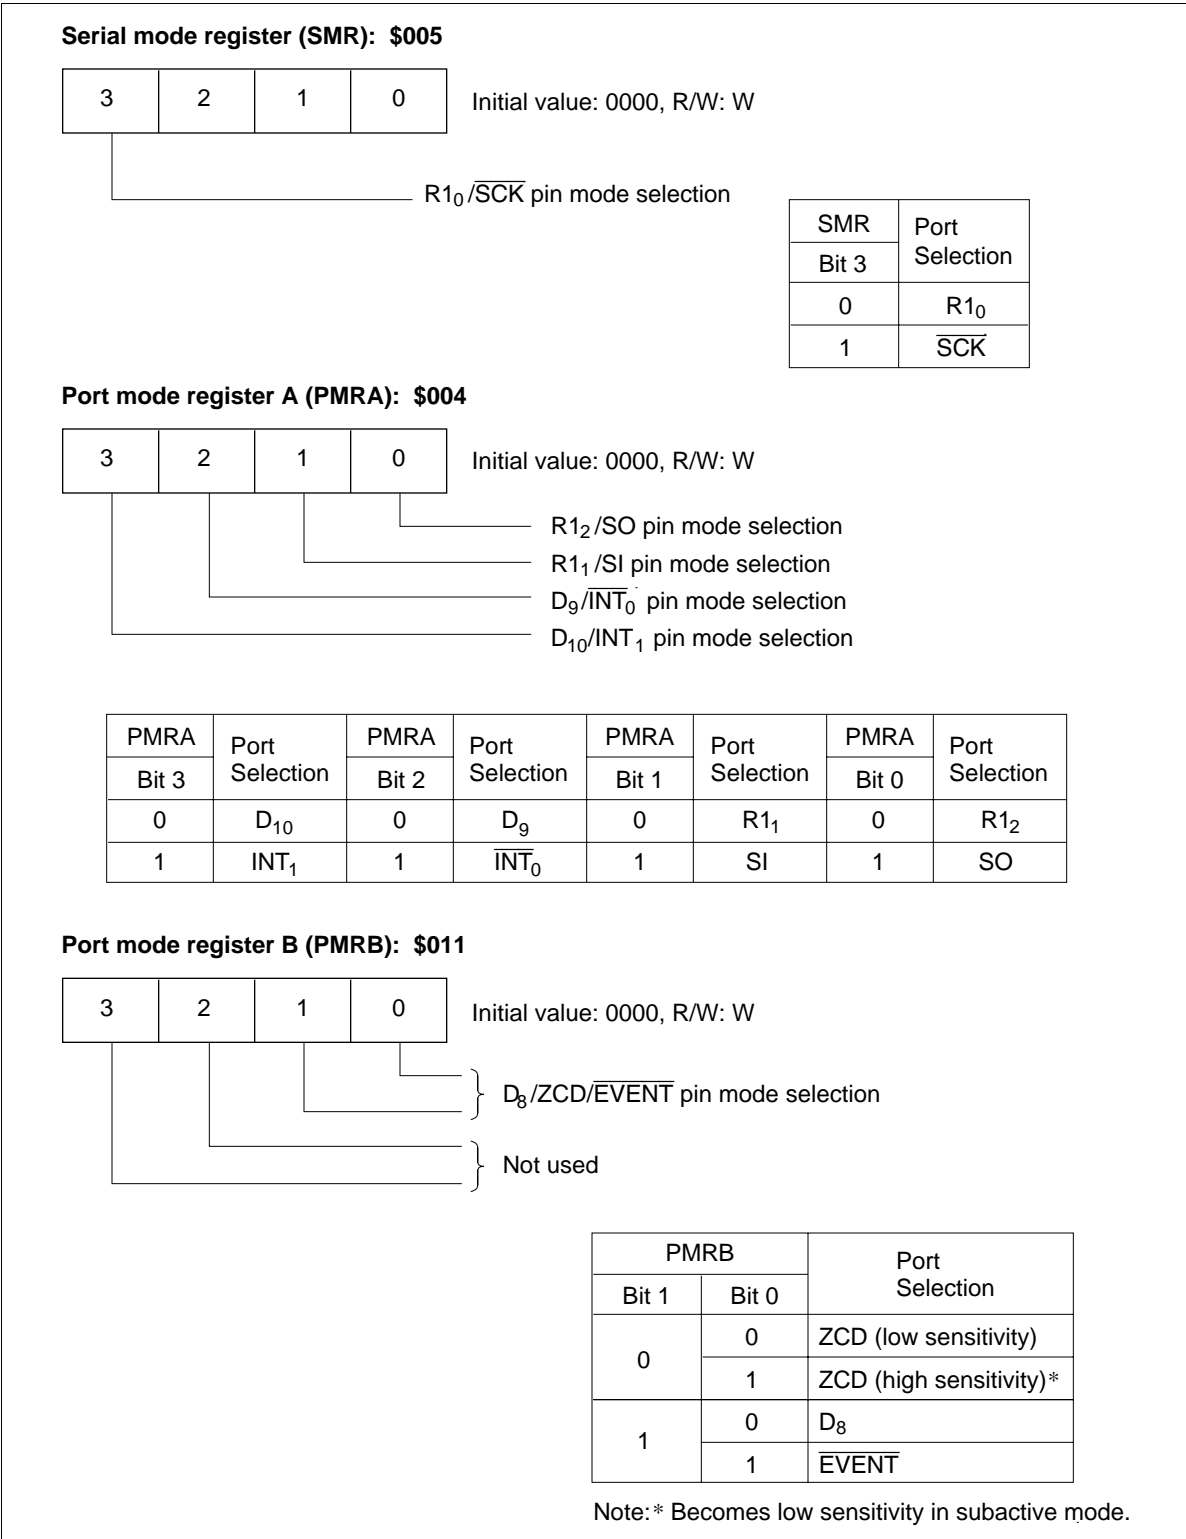 Serial mode register (SMR): $005
3 2 1 0 Initial value: 0000, R/W: W
R1₀/S̅C̅K̅ pin mode selection
SMR Port Selection
Bit 3
0 R1₀
1 S̅C̅K̅
Port mode register A (PMRA): $004
3 2 1 0 Initial value: 0000, R/W: W
R1₂/SO pin mode selection
R1₁/SI pin mode selection
D₉/I̅N̅T̅₀ pin mode selection
D₁₀/INT₁ pin mode selection
PMRA Port Selection PMRA Port Selection PMRA Port Selection PMRA Port Selection
Bit 3 Bit 2 Bit 1 Bit 0
0 D₁₀ 0 D₉ 0 R1₁ 0 R1₂
1 INT₁ 1 I̅N̅T̅₀ 1 SI 1 SO
Port mode register B (PMRB): $011
3 2 1 0 Initial value: 0000, R/W: W
D₈/ZCD/E̅V̅E̅N̅T̅ pin mode selection
Not used
PMRB Port Selection
Bit 1 Bit 0
0 0 ZCD (low sensitivity)
1 ZCD (high sensitivity)*
1 0 D₈
1 E̅V̅E̅N̅T̅
Note:* Becomes low sensitivity in subactive mode.